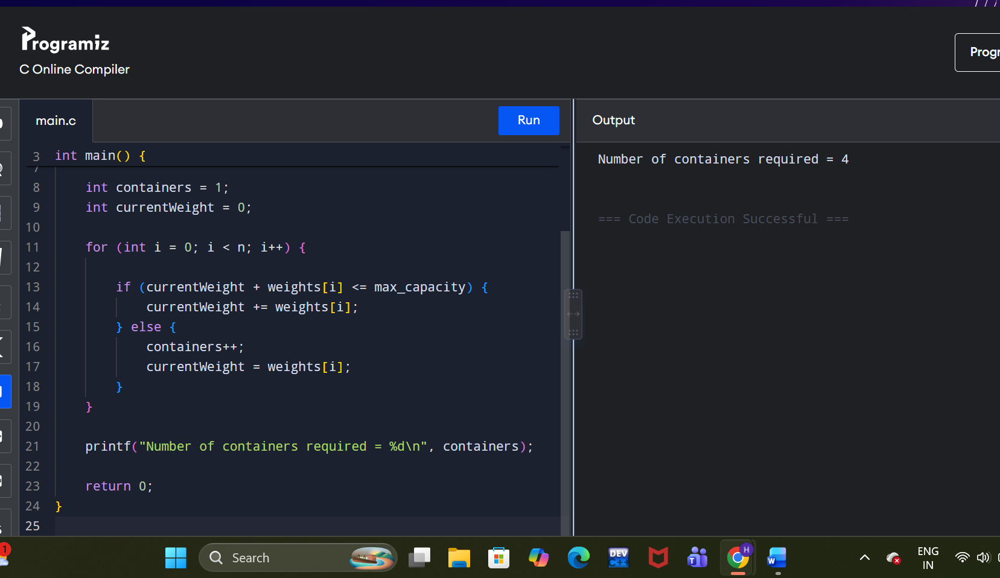 Programiz
C Online Compiler
Progr
main.c
Run
Output
3 int main() {
7
8 int containers = 1;
9 int currentWeight = 0;
10
11 for (int i = 0; i < n; i++) {
12
13 if (currentWeight + weights[i] <= max_capacity) {
14 currentWeight += weights[i];
15 } else {
16 containers++;
17 currentWeight = weights[i];
18 }
19 }
20
21 printf("Number of containers required = %d\n", containers);
22
23 return 0;
24 }
25
Number of containers required = 4
=== Code Execution Successful ===
1
Search
DEV
C++
T
H
W
ENG
IN